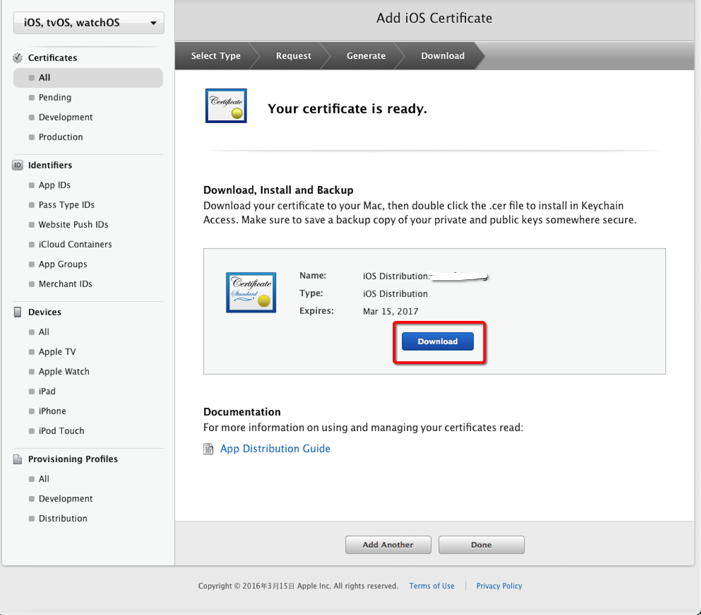 iOS, tvOS, watchOS
Add iOS Certificate
Select Type
Request
Generate
Download
Certificates
All
Pending
Development
Production
ID
Identifiers
App IDs
Pass Type IDs
Website Push IDs
iCloud Containers
App Groups
Merchant IDs
Devices
All
Apple TV
Apple Watch
iPad
iPhone
iPod Touch
Provisioning Profiles
All
Development
Distribution
Certificate
Your certificate is ready.
Download, Install and Backup
Download your certificate to your Mac, then double click the .cer file to install in Keychain
Access. Make sure to save a backup copy of your private and public keys somewhere secure.
Certificate
Standard
Name: iOS Distribution:
Type: iOS Distribution
Expires: Mar 15, 2017
Download
Documentation
For more information on using and managing your certificates read:
App Distribution Guide
Add Another
Done
Copyright © 2016年3月15日 Apple Inc. All rights reserved. Terms of Use | Privacy Policy